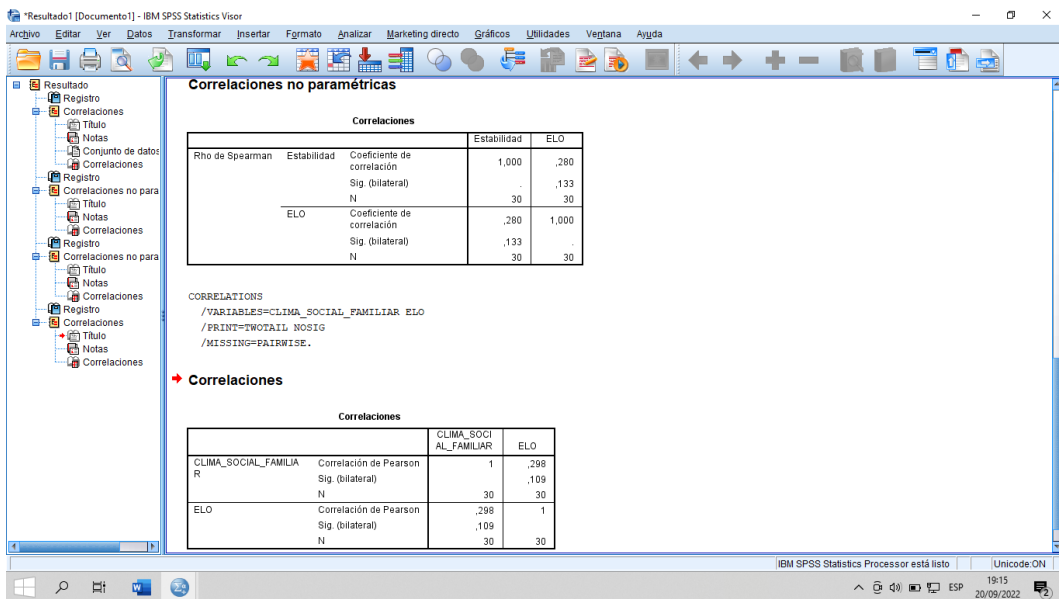 *Resultado1 [Documento1] - IBM SPSS Statistics Visor
Archivo Editar Ver Datos Transformar Insertar Formato Analizar Marketing directo Gráficos Utilidades Ventana Ayuda
Resultado
Registro
Correlaciones
Título
Notas
Conjunto de datos
Correlaciones
Registro
Correlaciones no para
Título
Notas
Correlaciones
Registro
Correlaciones no para
Título
Notas
Correlaciones
Registro
Correlaciones
Título
Notas
Correlaciones
Correlaciones no paramétricas
Correlaciones
Estabilidad ELO
Rho de Spearman Estabilidad Coeficiente de correlación 1,000 ,280
Sig. (bilateral) . ,133
N 30 30
ELO Coeficiente de correlación ,280 1,000
Sig. (bilateral) ,133 .
N 30 30
CORRELATIONS
/VARIABLES=CLIMA_SOCIAL_FAMILIAR ELO
/PRINT=TWOTAIL NOSIG
/MISSING=PAIRWISE.
Correlaciones
Correlaciones
CLIMA_SOCI
AL_FAMILIAR ELO
CLIMA_SOCIAL_FAMILIA
R Correlación de Pearson 1 ,298
Sig. (bilateral) ,109
N 30 30
ELO Correlación de Pearson ,298 1
Sig. (bilateral) ,109
N 30 30
IBM SPSS Statistics Processor está listo Unicode:ON
ESP 19:15
20/09/2022 2